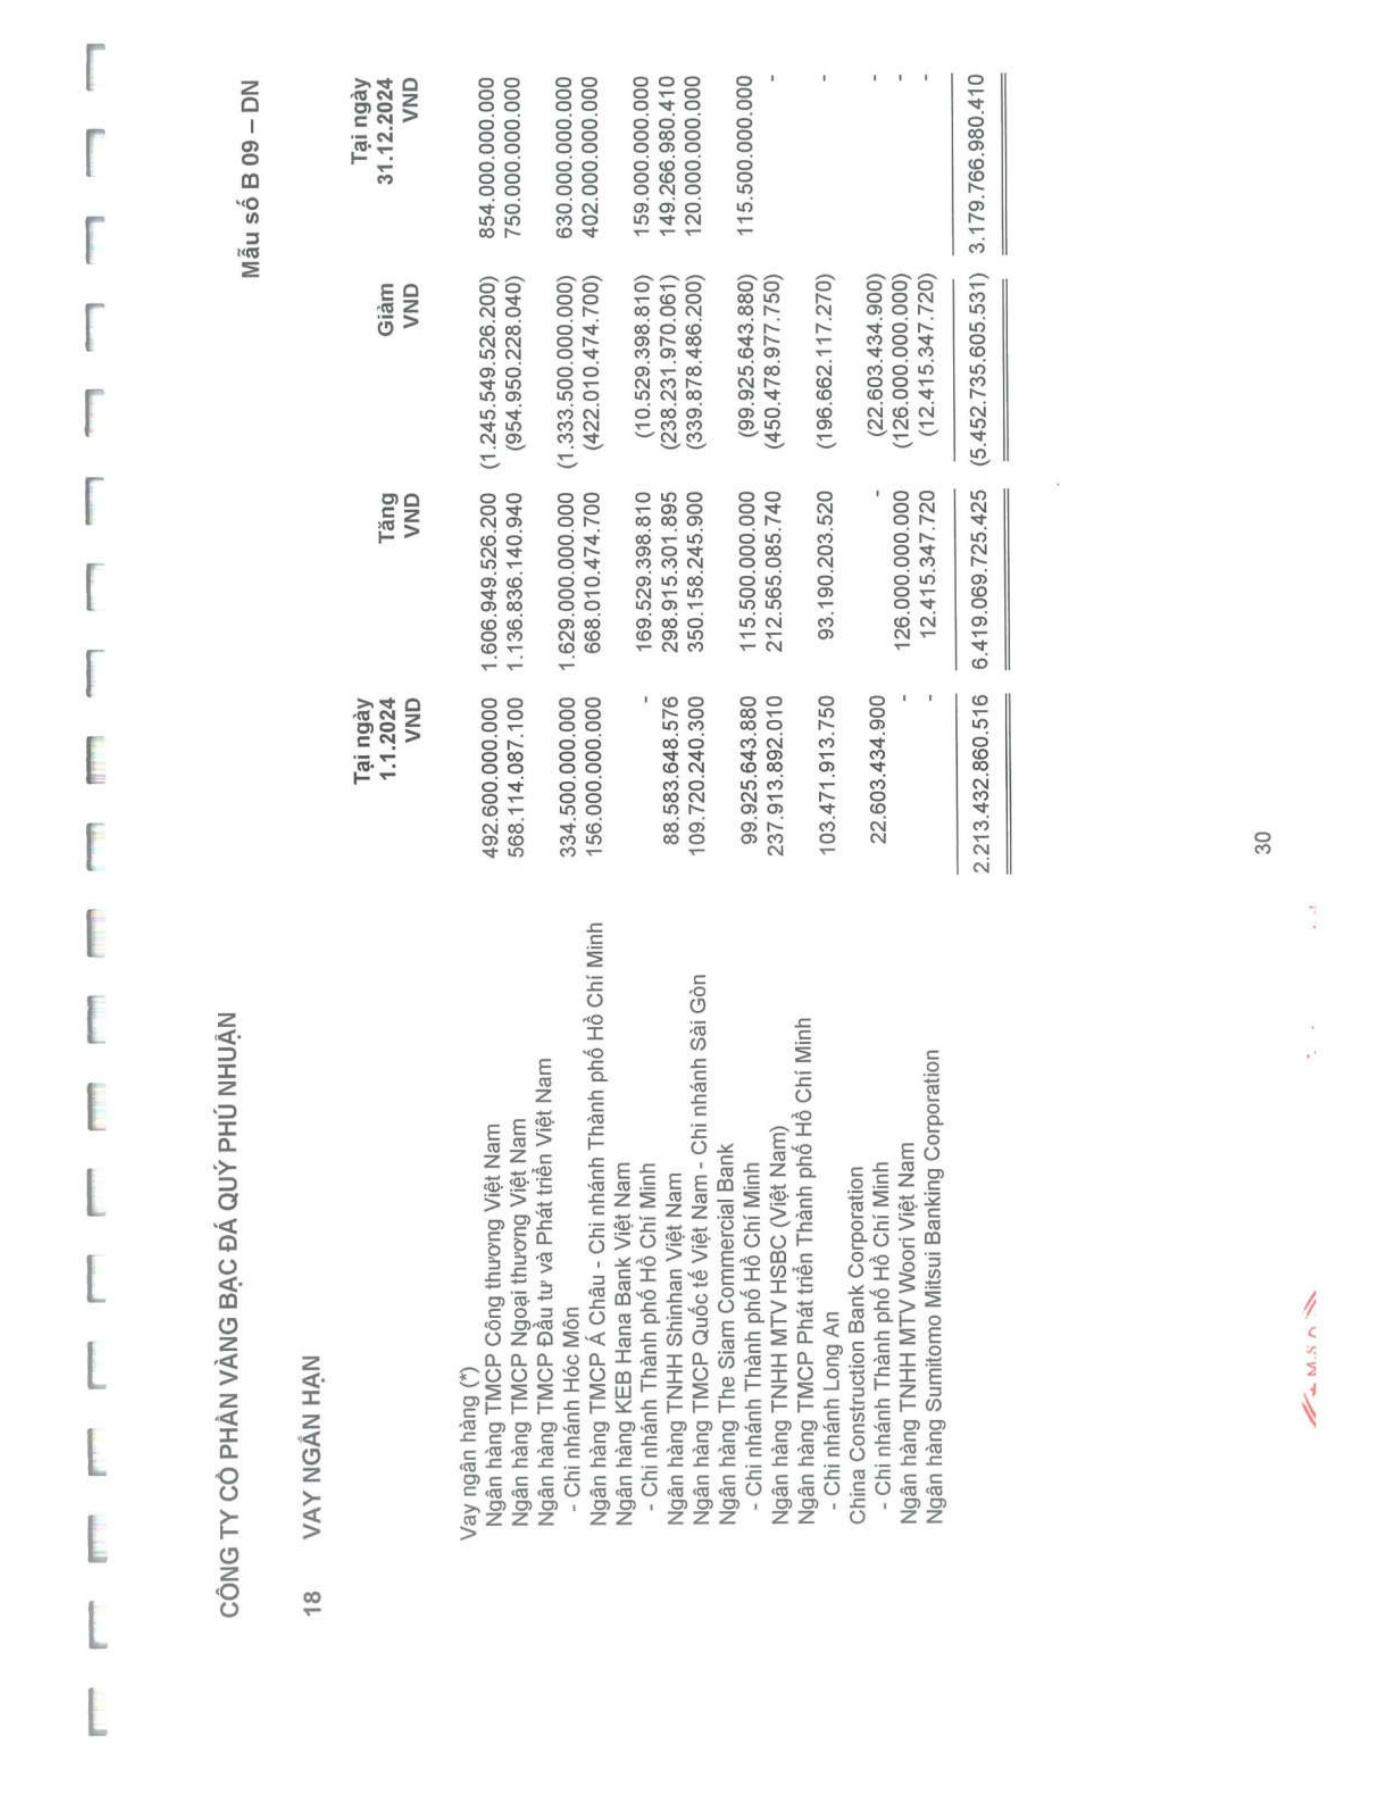 CÔNG TY CỔ PHẦN VÀNG BẠC ĐÁ QUÝ PHÚ NHUẬN
Mẫu số B 09 – DN
18 VAY NGẮN HẠN
Tại ngày Tại ngày
1.1.2024 Tăng Giảm 31.12.2024
VND VND VND VND
Vay ngân hàng (*)
Ngân hàng TMCP Công thương Việt Nam 492.600.000.000 1.606.949.526.200 (1.245.549.526.200) 854.000.000.000
Ngân hàng TMCP Ngoại thương Việt Nam 568.114.087.100 1.136.836.140.940 (954.950.228.040) 750.000.000.000
Ngân hàng TMCP Đầu tư và Phát triển Việt Nam
- Chi nhánh Hóc Môn 334.500.000.000 1.629.000.000.000 (1.333.500.000.000) 630.000.000.000
Ngân hàng TMCP Á Châu - Chi nhánh Thành phố Hồ Chí Minh 156.000.000.000 668.010.474.700 (422.010.474.700) 402.000.000.000
Ngân hàng KEB Hana Bank Việt Nam
- Chi nhánh Thành phố Hồ Chí Minh - 169.529.398.810 (10.529.398.810) 159.000.000.000
Ngân hàng TNHH Shinhan Việt Nam 88.583.648.576 298.915.301.895 (238.231.970.061) 149.266.980.410
Ngân hàng TMCP Quốc tế Việt Nam - Chi nhánh Sài Gòn 109.720.240.300 350.158.245.900 (339.878.486.200) 120.000.000.000
Ngân hàng The Siam Commercial Bank
- Chi nhánh Thành phố Hồ Chí Minh 99.925.643.880 115.500.000.000 (99.925.643.880) 115.500.000.000
Ngân hàng TNHH MTV HSBC (Việt Nam) 237.913.892.010 212.565.085.740 (450.478.977.750) -
Ngân hàng TMCP Phát triển Thành phố Hồ Chí Minh
- Chi nhánh Long An 103.471.913.750 93.190.203.520 (196.662.117.270) -
China Construction Bank Corporation
- Chi nhánh Thành phố Hồ Chí Minh 22.603.434.900 - (22.603.434.900) -
Ngân hàng TNHH MTV Woori Việt Nam - 126.000.000.000 (126.000.000.000) -
Ngân hàng Sumitomo Mitsui Banking Corporation - 12.415.347.720 (12.415.347.720) -
2.213.432.860.516 6.419.069.725.425 (5.452.735.605.531) 3.179.766.980.410
30